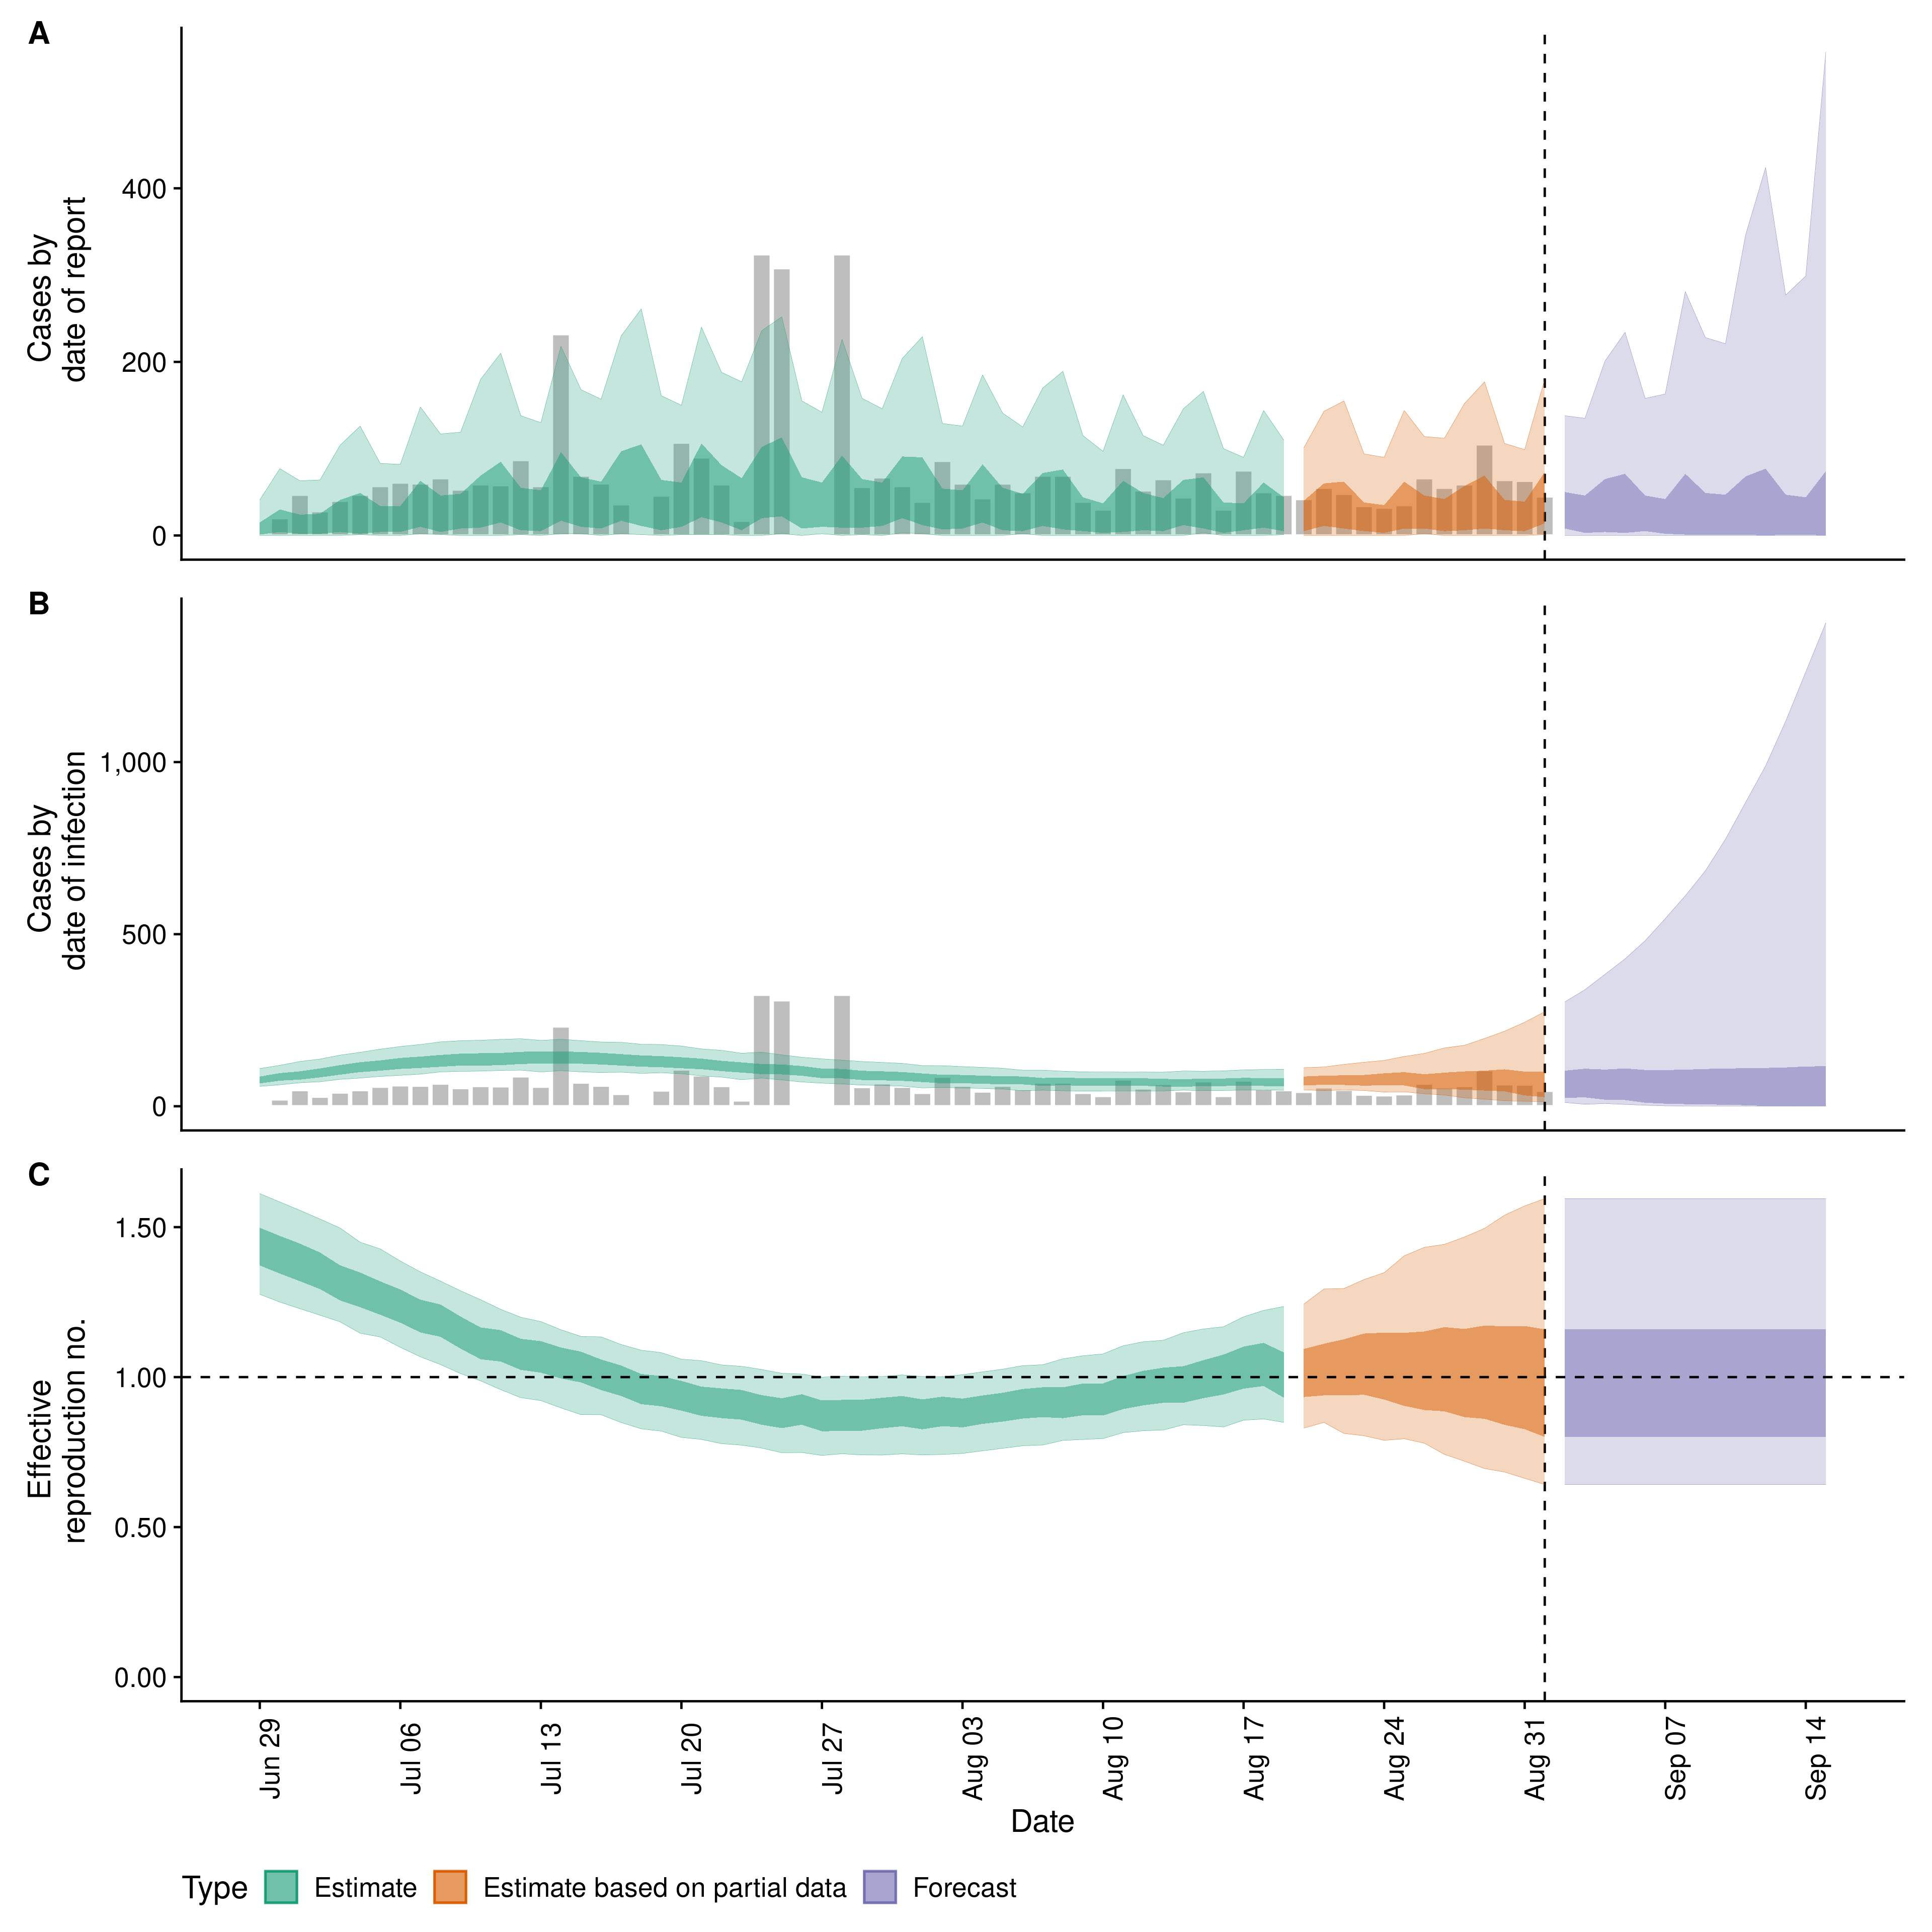 A
Cases by
date of report
400
200
0
B
Cases by
date of infection
1,000
500
0
C
Effective
reproduction no.
1.50
1.00
0.50
0.00
Jun 29
Jul 06
Jul 13
Jul 20
Jul 27
Aug 03
Aug 10
Aug 17
Aug 24
Aug 31
Sep 07
Sep 14
Date
Type Estimate Estimate based on partial data Forecast